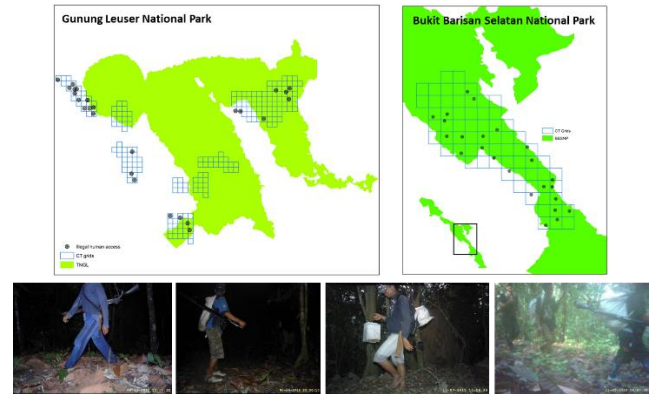 Gunung Leuser National Park
Bukit Barisan Selatan National Park
CT Grids
BBSNP
Illegal human access
CT grids
TNGL